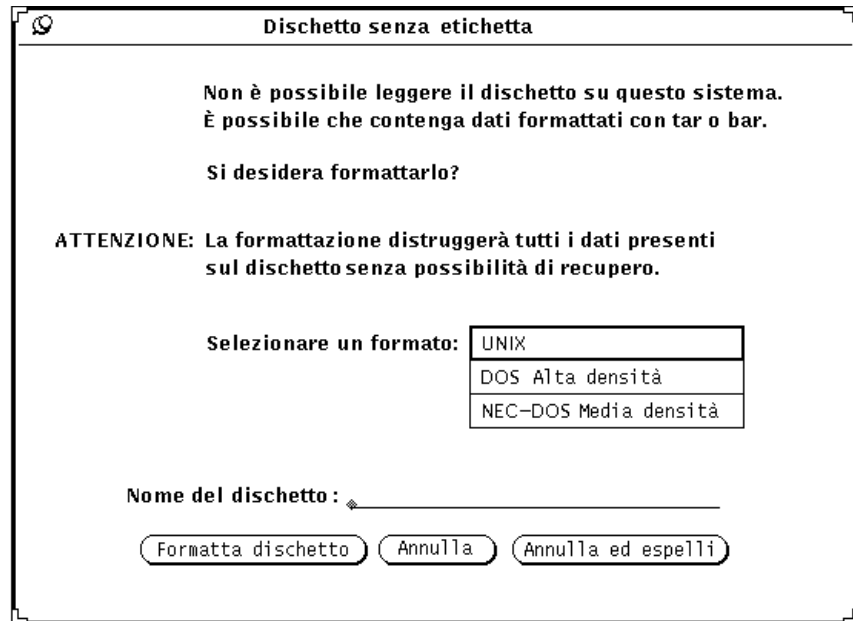 Dischetto senza etichetta
Non è possibile leggere il dischetto su questo sistema.
È possibile che contenga dati formattati con tar o bar.
Si desidera formattarlo?
ATTENZIONE: La formattazione distruggerà tutti i dati presenti
sul dischetto senza possibilità di recupero.
Selezionare un formato: UNIX
DOS Alta densità
NEC-DOS Media densità
Nome del dischetto :
Formatta dischetto Annulla Annulla ed espelli